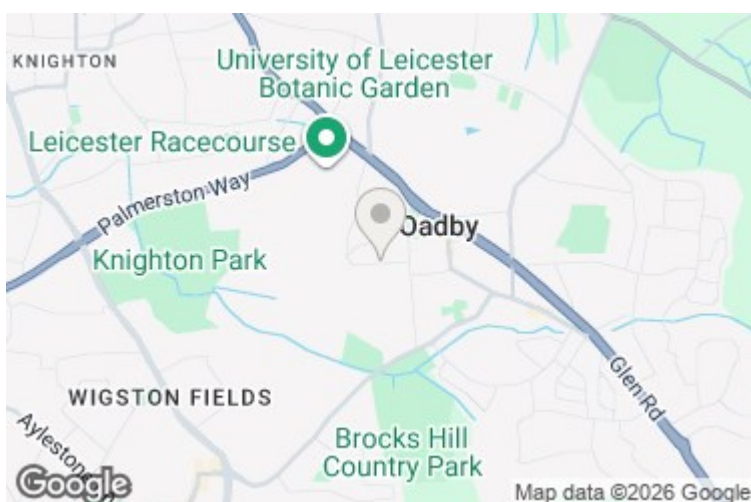 KNIGHTON
University of Leicester
Botanic Garden
Leicester Racecourse
Palmerston Way
Oadby
Knighton Park
Glen Rd
WIGSTON FIELDS
Brocks Hill
Country Park
Google
Map data ©2026 Google